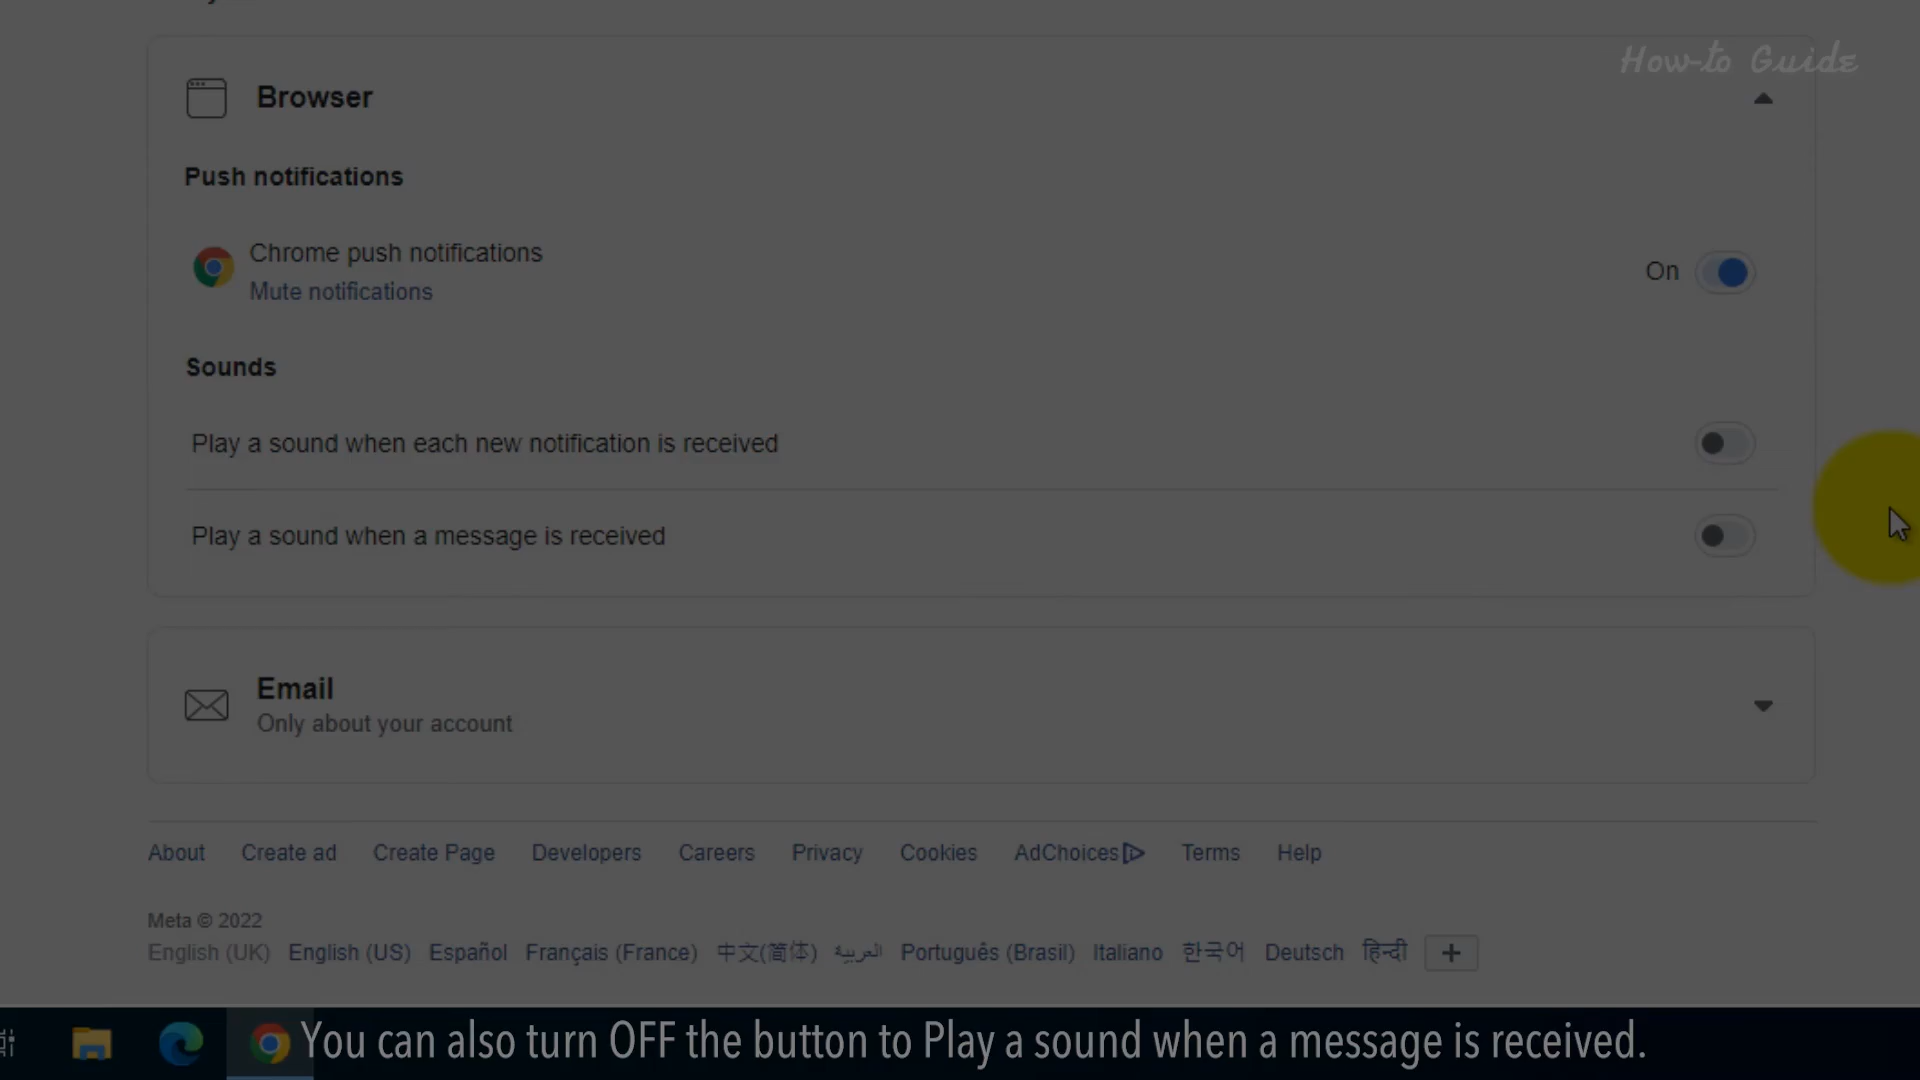 How-to Guide
Browser
Push notifications
Chrome push notifications
On
Mute notifications
Sounds
Play a sound when each new notification is received
Play a sound when a message is received
Email
Only about your account
About Create ad Create Page Developers Careers Privacy Cookies AdChoices Terms Help
Meta © 2022
English (UK) English (US) Español Français (France) 中文(简体) العربية Português (Brasil) Italiano 한국어 Deutsch हिन्दी +
You can also turn OFF the button to Play a sound when a message is received.